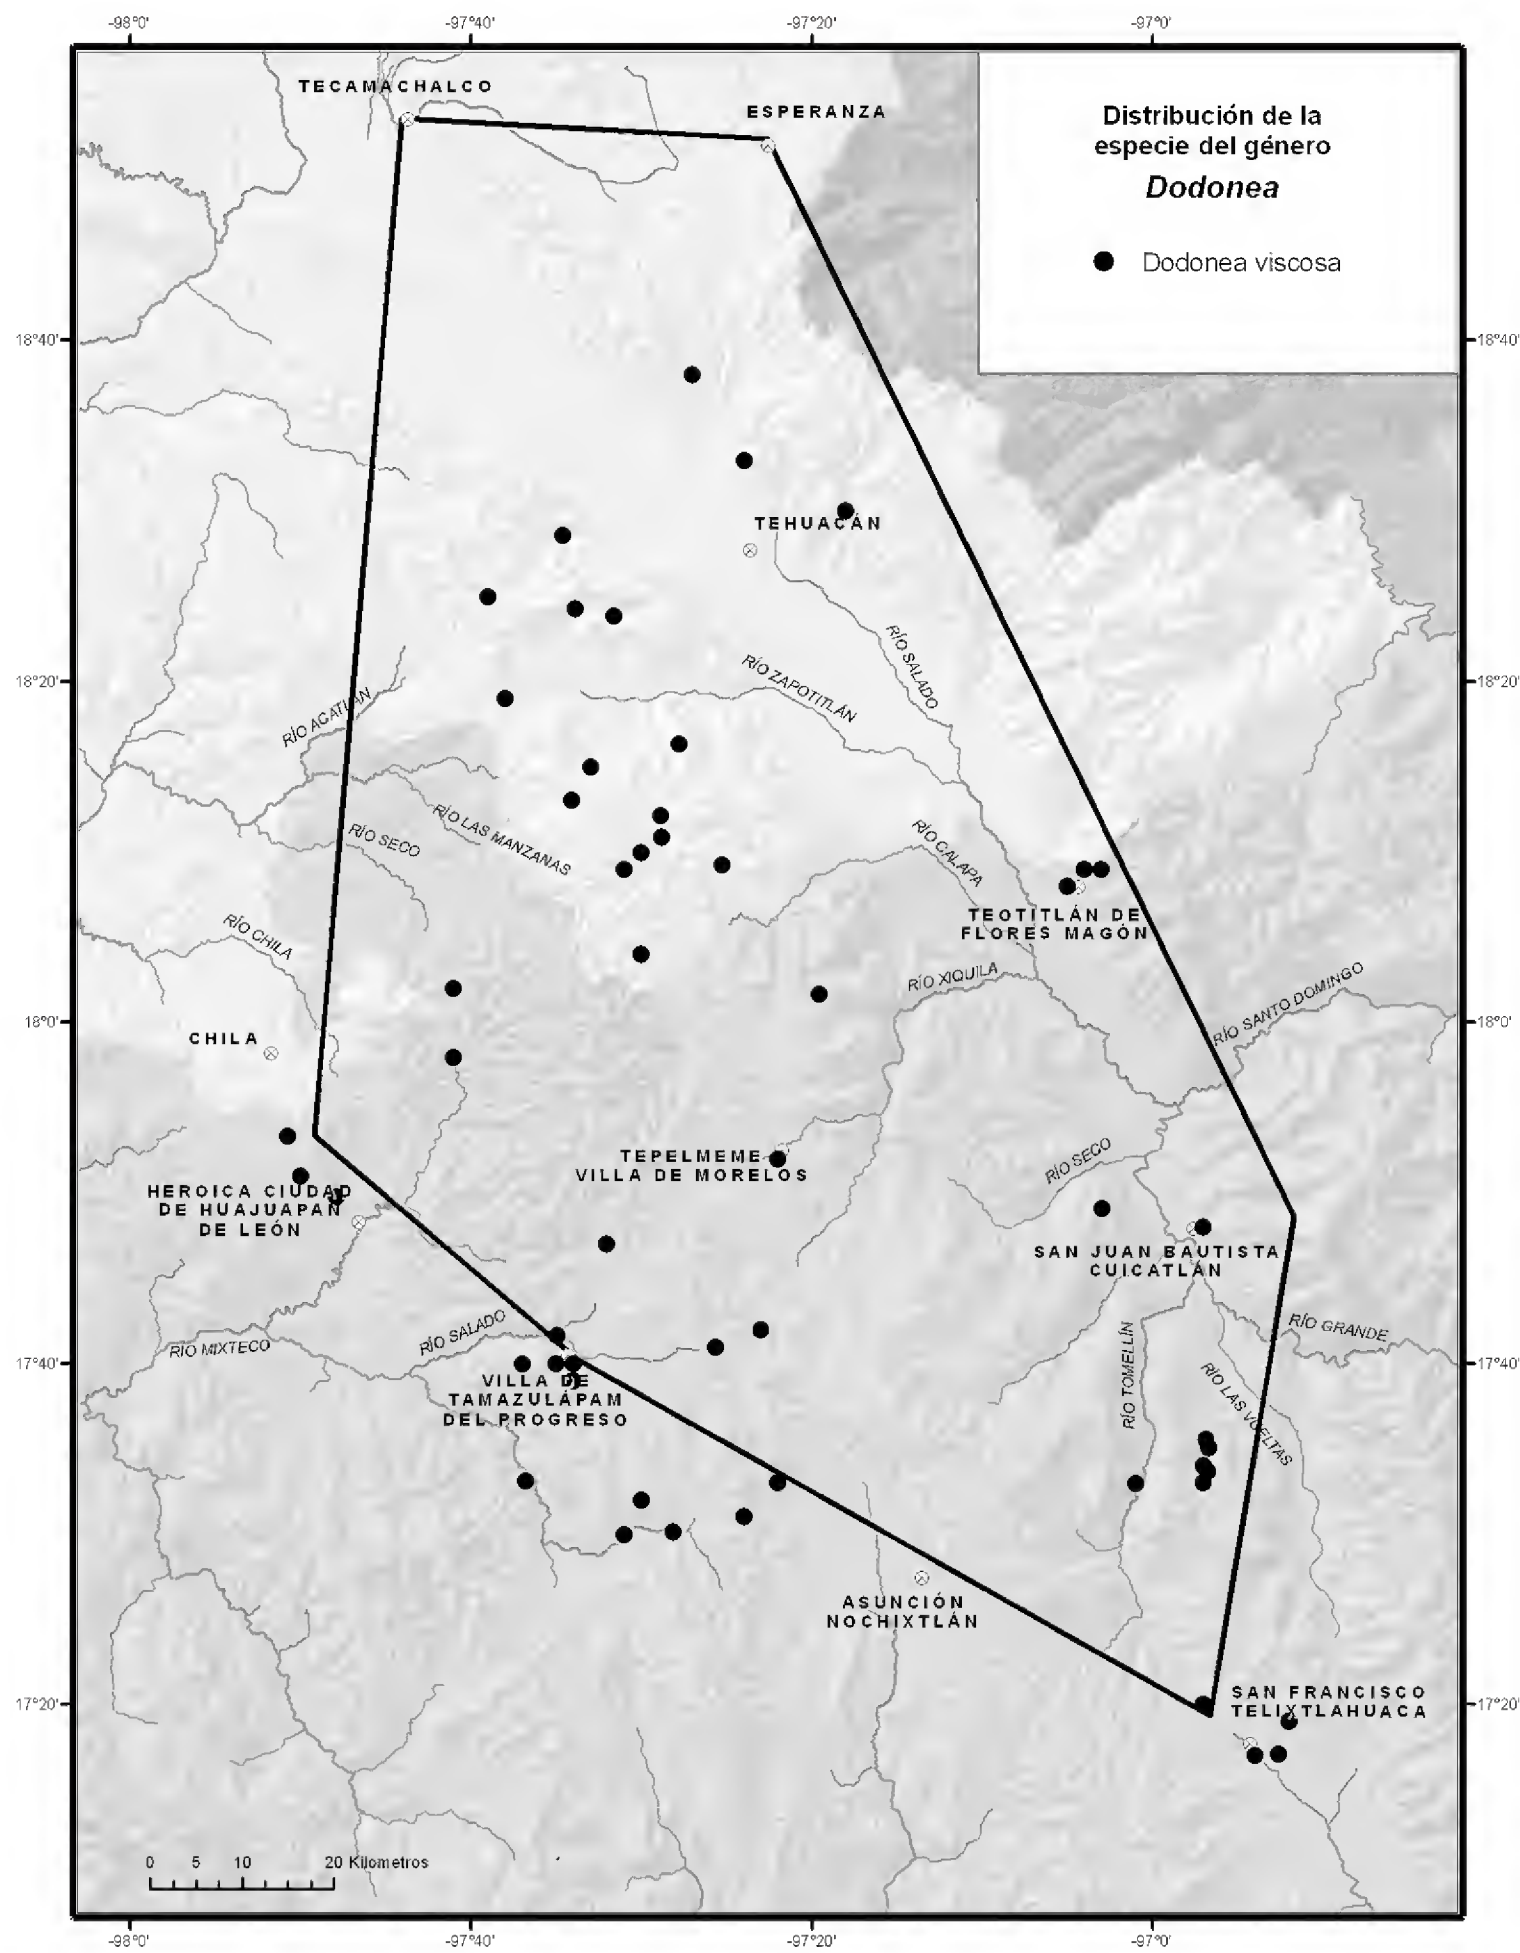 -98°0'
-97°40'
-97°20'
-97°0'
TECAMACHALCO
ESPERANZA
Distribución de la
especie del género
Dodonea
Dodonea viscosa
18°40'
18°40'
TEHUACÁN
RÍO SALADO
RÍO ZAPOTITLÁN
18°20'
18°20'
RÍO ACATLÁN
RÍO LAS MANZANAS
RÍO SECO
RÍO CALAPA
TEOTITLÁN DE
FLORES MAGÓN
RÍO CHILA
RÍO XIQUILA
RÍO SANTO DOMINGO
18°0'
18°0'
CHILA
TEPELMEME
VILLA DE MORELOS
RÍO SECO
HEROICA CIUDAD
DE HUAJUAPAN
DE LEÓN
SAN JUAN BAUTISTA
CUICATLÁN
RÍO SALADO
RÍO MIXTECO
RÍO GRANDE
RÍO TOMELLÍN
RÍO LAS VUELTAS
17°40'
17°40'
VILLA DE
TAMAZULÁPAM
DEL PROGRESO
ASUNCIÓN
NOCHIXTLÁN
17°20'
17°20'
SAN FRANCISCO
TELIXTLAHUACA
0 5 10 20 Kilometros
-98°0'
-97°40'
-97°20'
-97°0'